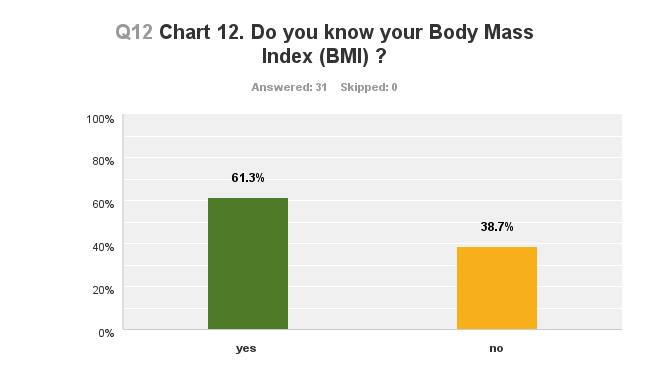 Q12 Chart 12. Do you know your Body Mass
Index (BMI) ?
Answered: 31 Skipped: 0
100%
80%
60%
40%
20%
0%
61.3%
38.7%
yes no